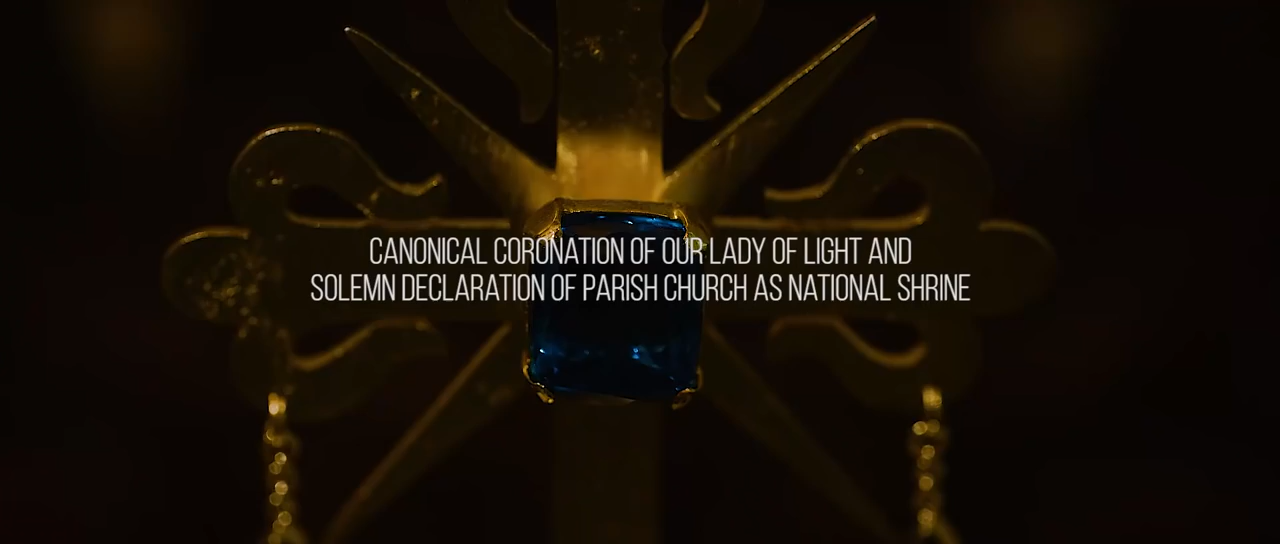 CANONICAL CORONATION OF OUR LADY OF LIGHT AND
SOLEMN DECLARATION OF PARISH CHURCH AS NATIONAL SHRINE